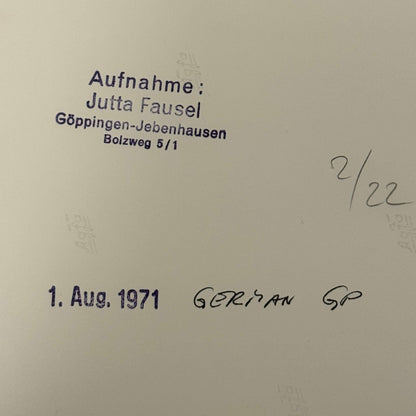 Aufnahme:
Jutta Fausel
Göppingen-Jebenhausen
Bolzweg 5/1
2/22
1. Aug. 1971 GERMAN GP